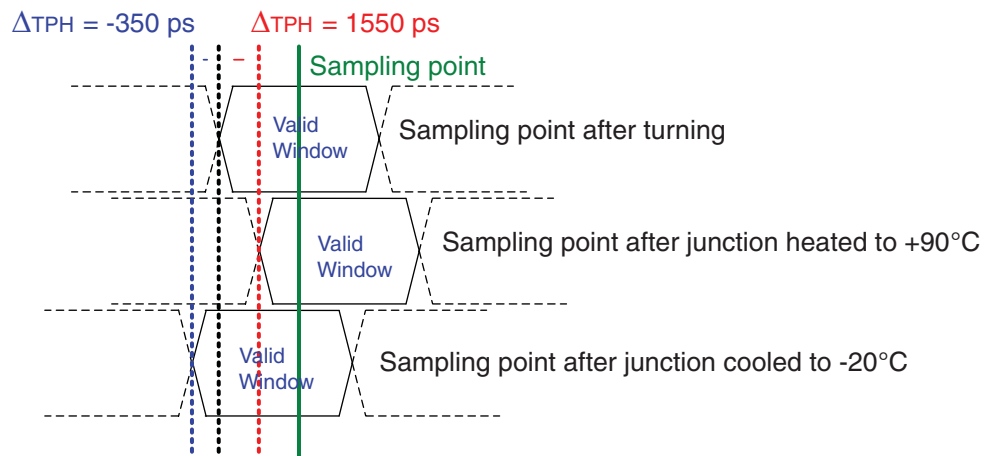 ΔTPH = -350 ps
ΔTPH = 1550 ps
- –
Sampling point
Valid
Window
Sampling point after turning
Valid
Window
Sampling point after junction heated to +90°C
Valid
Window
Sampling point after junction cooled to -20°C